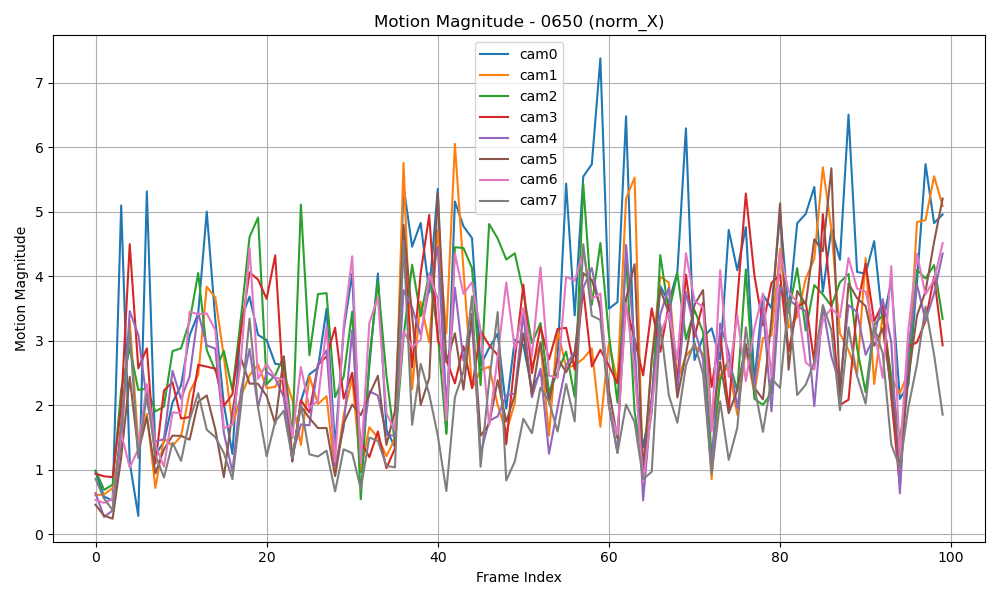 Motion Magnitude - 0650 (norm_X)
cam0
cam1
cam2
cam3
cam4
cam5
cam6
cam7
Motion Magnitude
7
6
5
4
3
2
1
0
0 20 40 60 80 100
Frame Index